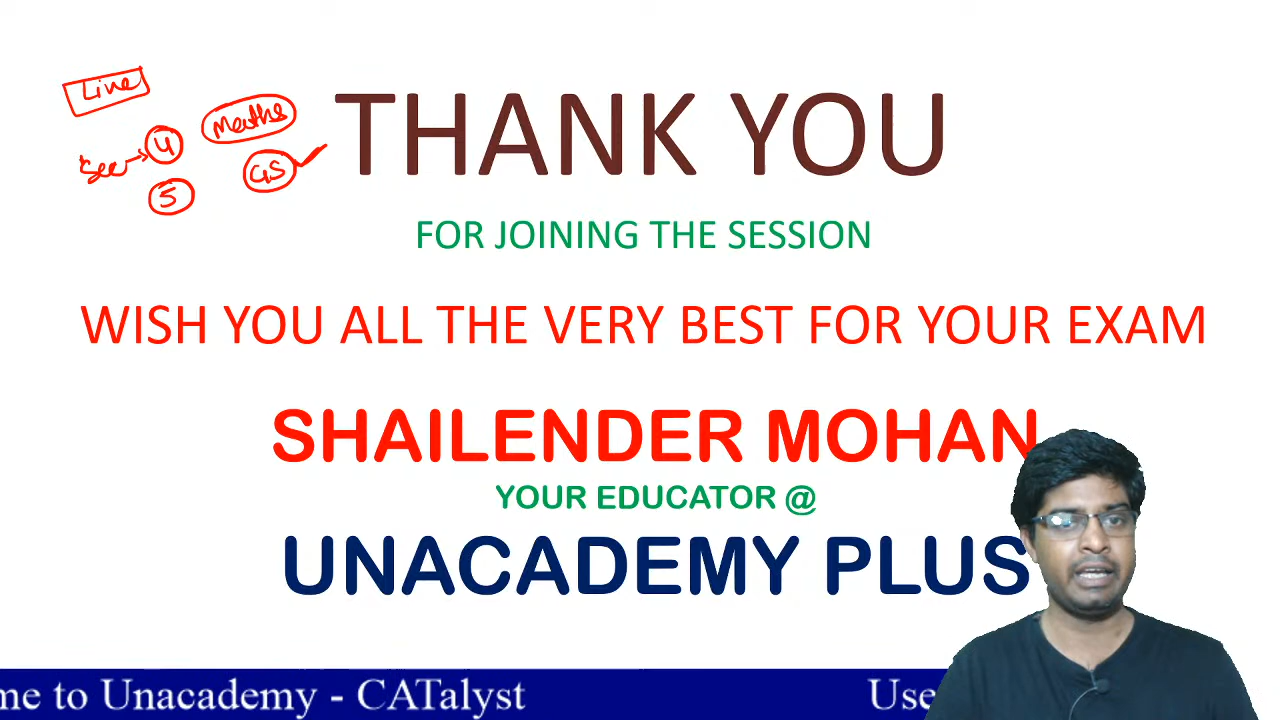 Live
Maths
4
GS
5
THANK YOU
FOR JOINING THE SESSION
WISH YOU ALL THE VERY BEST FOR YOUR EXAM
SHAILENDER MOHAN
YOUR EDUCATOR @
UNACADEMY PLUS
me to Unacademy - CATalyst
Use